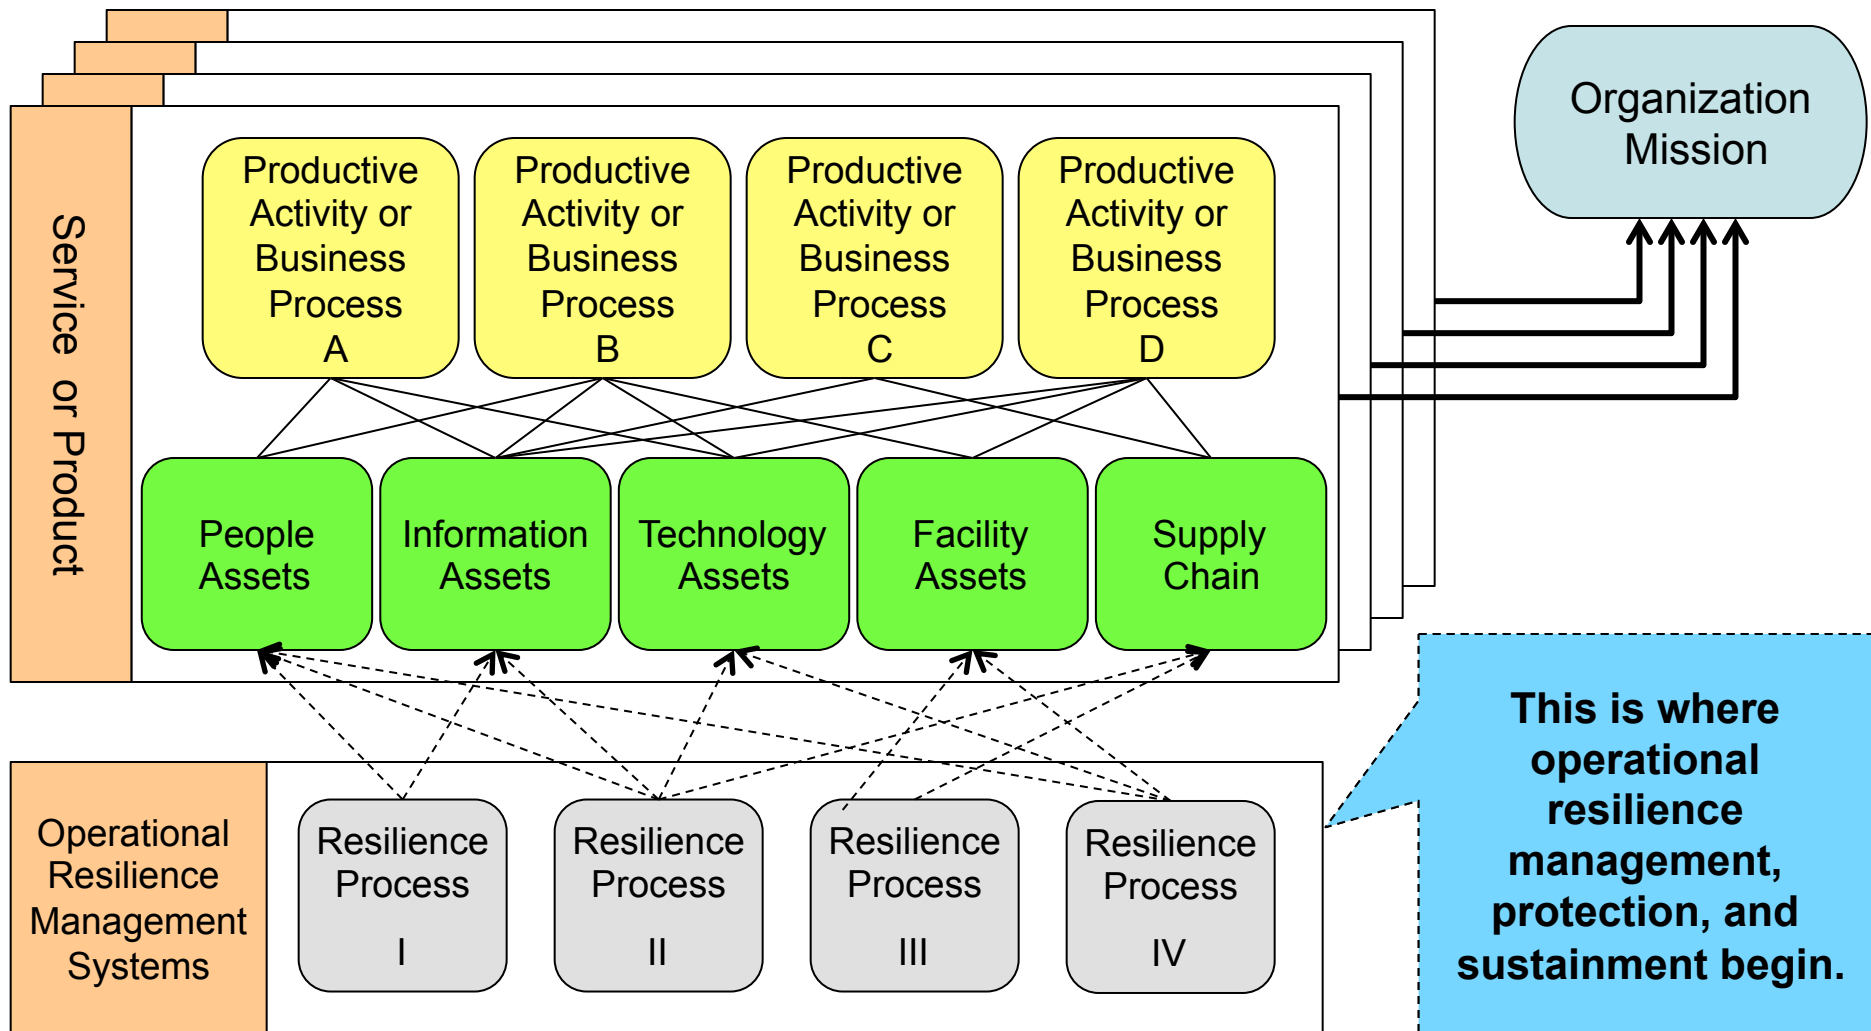 Organization
Mission
Service or Product
Productive
Activity or
Business
Process
A
Productive
Activity or
Business
Process
B
Productive
Activity or
Business
Process
C
Productive
Activity or
Business
Process
D
People
Assets
Information
Assets
Technology
Assets
Facility
Assets
Supply
Chain
Operational
Resilience
Management
Systems
Resilience
Process
I
Resilience
Process
II
Resilience
Process
III
Resilience
Process
IV
This is where
operational
resilience
management,
protection, and
sustainment begin.